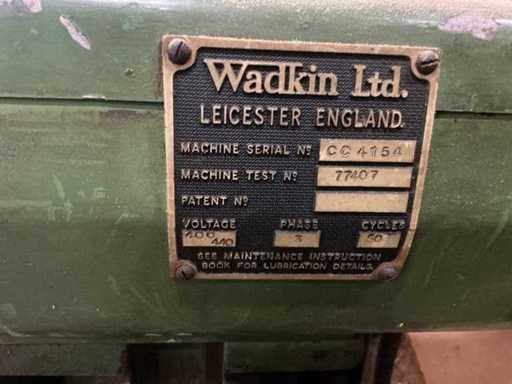 Wadkin Ltd.
LEICESTER ENGLAND.
MACHINE SERIAL Nº CC 4154
MACHINE TEST Nº 77407
PATENT Nº
VOLTAGE PHASE CYCLES
400 440 3 50
SEE MAINTENANCE INSTRUCTION
BOOK FOR LUBRICATION DETAILS.